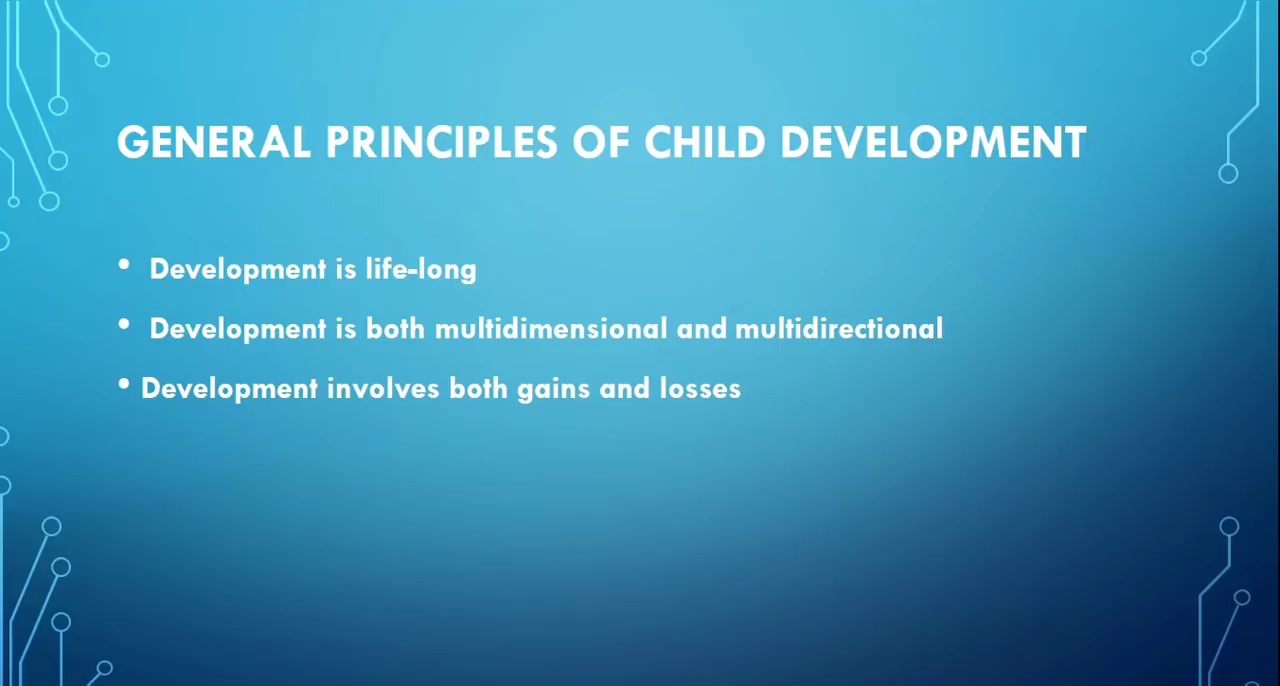 GENERAL PRINCIPLES OF CHILD DEVELOPMENT
• Development is life-long
• Development is both multidimensional and multidirectional
• Development involves both gains and losses